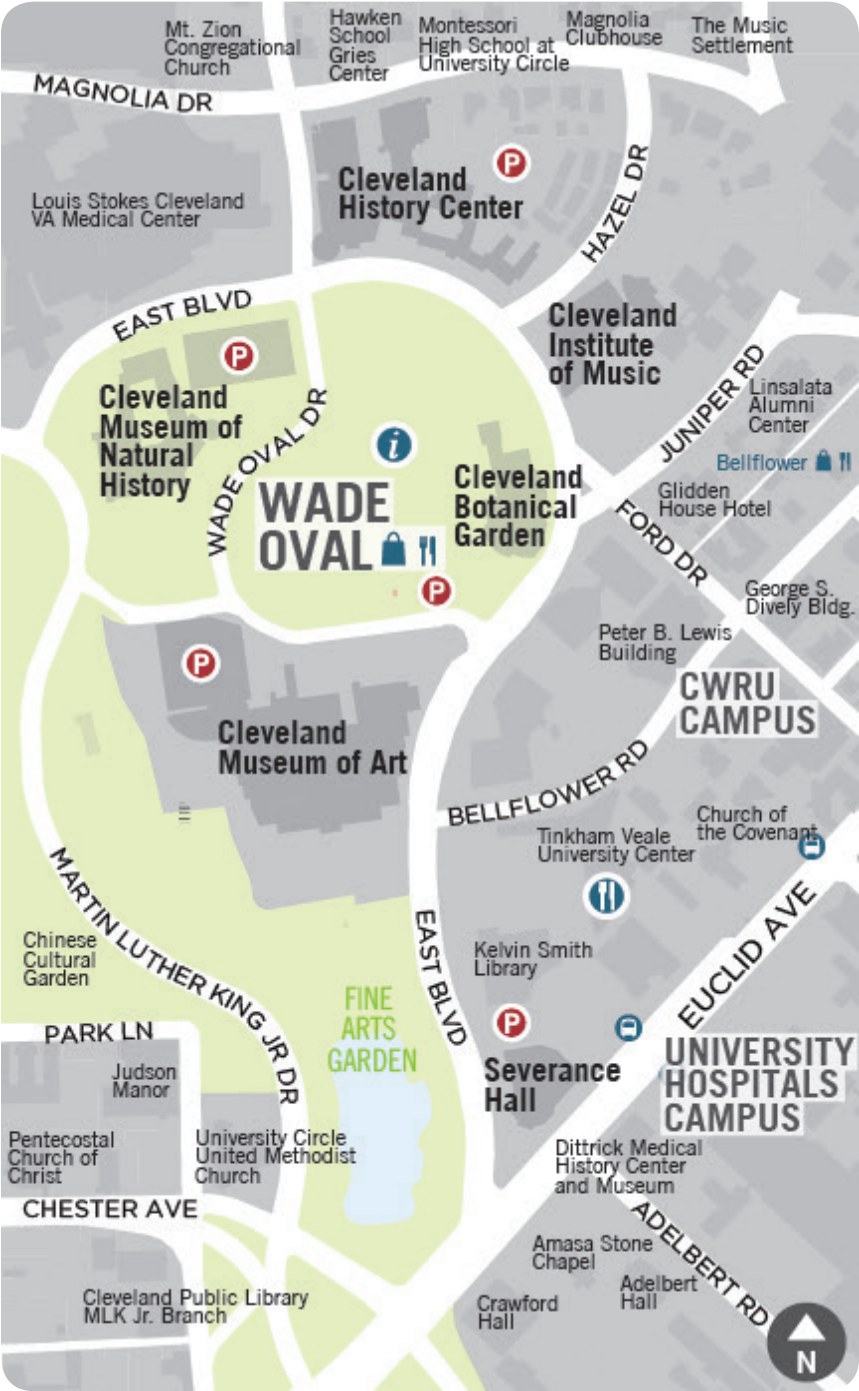 Mt. Zion
Congregational
Church
Hawken
School
Gries
Center
Montessori
High School at
University Circle
Magnolia
Clubhouse
The Music
Settlement
MAGNOLIA DR
P
Cleveland
History Center
HAZEL DR
Louis Stokes Cleveland
VA Medical Center
EAST BLVD
P
Cleveland
Institute
of Music
JUNIPER RD
Linsalata
Alumni
Center
Cleveland
Museum of
Natural
History
WADE OVAL DR
i
Bellflower
Cleveland
Botanical
Garden
WADE
OVAL
Glidden
House Hotel
FORD DR
P
George S.
Dively Bldg.
Peter B. Lewis
Building
P
CWRU
CAMPUS
Cleveland
Museum of Art
BELLFLOWER RD
Church of
the Covenant
Tinkham Veale
University Center
MARTIN LUTHER KING JR DR
EAST BLVD
EUCLID AVE
Chinese
Cultural
Garden
Kelvin Smith
Library
FINE
ARTS
GARDEN
P
PARK LN
Severance
Hall
UNIVERSITY
HOSPITALS
CAMPUS
Judson
Manor
Pentecostal
Church of
Christ
University Circle
United Methodist
Church
Dittrick Medical
History Center
and Museum
CHESTER AVE
ADELBERT RD
Amasa Stone
Chapel
Adelbert
Hall
Crawford
Hall
Cleveland Public Library
MLK Jr. Branch
N